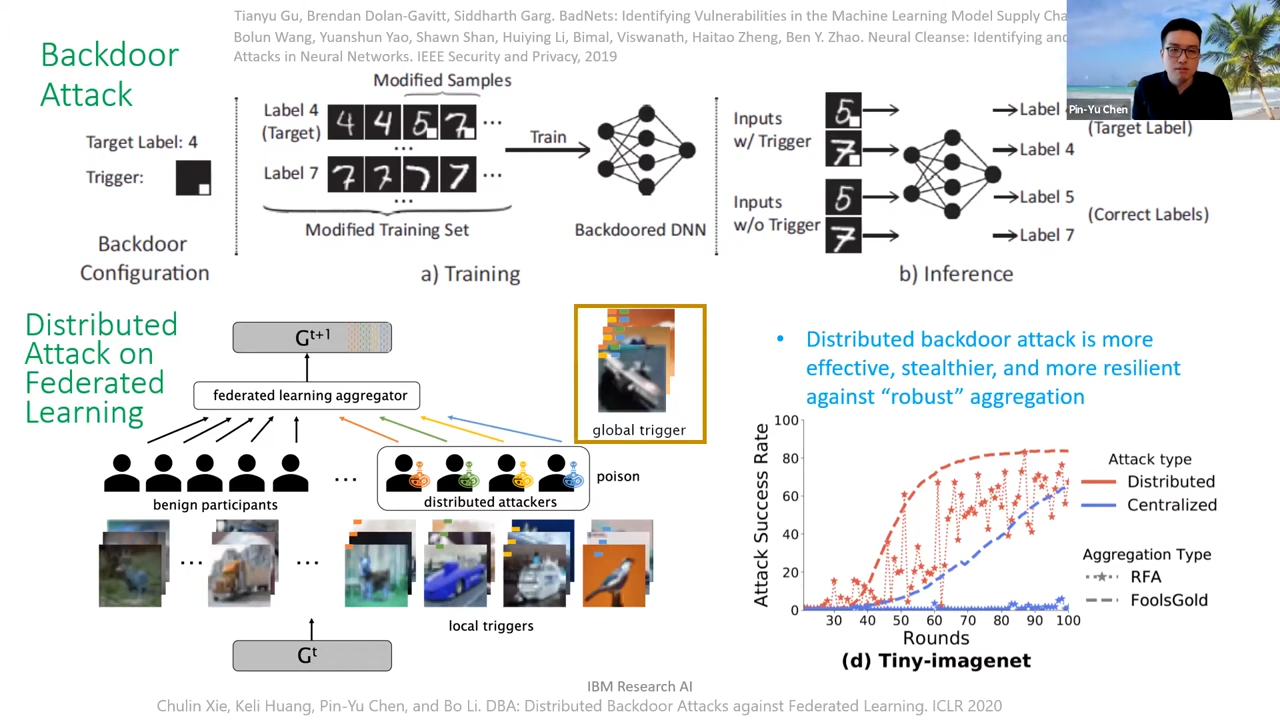 Tianyu Gu, Brendan Dolan-Gavitt, Siddharth Garg. BadNets: Identifying Vulnerabilities in the Machine Learning Model Supply
Bolun Wang, Yuanshun Yao, Shawn Shan, Huiying Li, Bimal, Viswanath, Haitao Zheng, Ben Y. Zhao. Neural Cleanse: Identifying
Attacks in Neural Networks. IEEE Security and Privacy, 2019
Pin-Yu Chen
Backdoor
Attack
Target Label: 4
Trigger:
Backdoor
Configuration
Modified Samples
Label 4
(Target)
...
...
Label 7
...
...
Modified Training Set
Train
Backdoored DNN
a) Training
Inputs
w/ Trigger
Inputs
w/o Trigger
Label
(Target Label)
Label 4
Label 5
(Correct Labels)
Label 7
b) Inference
Distributed
Attack on
Federated
Learning
Gt+1
federated learning aggregator
...
benign participants
distributed attackers
poison
global trigger
...
...
local triggers
Gt
• Distributed backdoor attack is more
effective, stealthier, and more resilient
against “robust” aggregation
Attack Success Rate
100
80
60
40
20
0
30 40 50 60 70 80 90 100
Rounds
Attack type
Distributed
Centralized
Aggregation Type
RFA
FoolsGold
(d) Tiny-imagenet
IBM Research AI
Chulin Xie, Keli Huang, Pin-Yu Chen, and Bo Li. DBA: Distributed Backdoor Attacks against Federated Learning. ICLR 2020